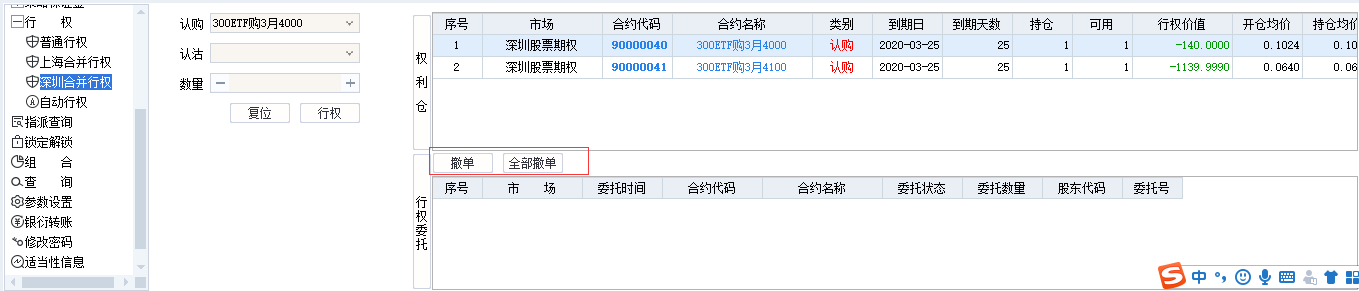 行　　权
普通行权
上海合并行权
深圳合并行权
自动行权
指派查询
锁定解锁
组　　合
查　　询
参数设置
银衍转账
修改密码
适当性信息
认购 300ETF购3月4000
认沽
数量 － ＋
复位 行权
权利仓
序号 市场 合约代码 合约名称 类别 到期日 到期天数 持仓 可用 行权价值 开仓均价 持仓均价
1 深圳股票期权 90000040 300ETF购3月4000 认购 2020-03-25 25 1 1 -140.0000 0.1024 0.10
2 深圳股票期权 90000041 300ETF购3月4100 认购 2020-03-25 25 1 1 -1139.9990 0.0640 0.06
撤单 全部撤单
行权委托
序号 市　　场 委托时间 合约代码 合约名称 委托状态 委托数量 股东代码 委托号
中